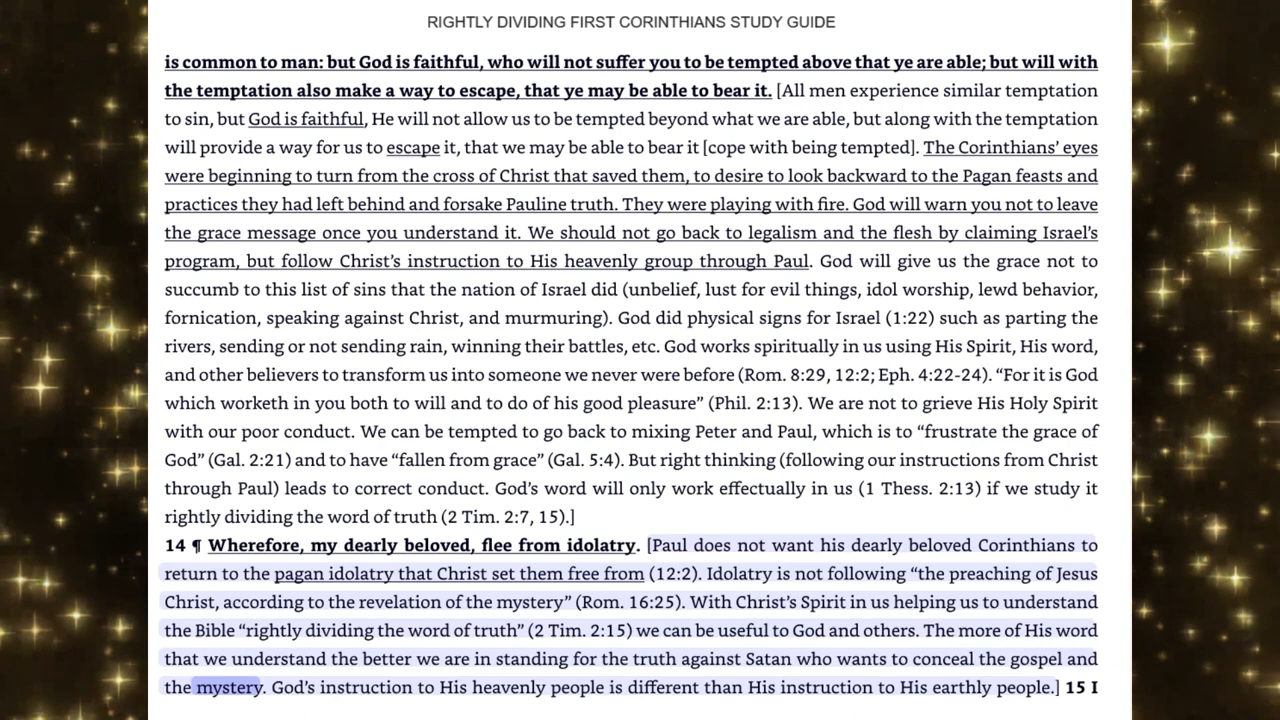 RIGHTLY DIVIDING FIRST CORINTHIANS STUDY GUIDE
is common to man: but God is faithful, who will not suffer you to be tempted above that ye are able; but will with
the temptation also make a way to escape, that ye may be able to bear it. [All men experience similar temptation
to sin, but God is faithful, He will not allow us to be tempted beyond what we are able, but along with the temptation
will provide a way for us to escape it, that we may be able to bear it [cope with being tempted]. The Corinthians’ eyes
were beginning to turn from the cross of Christ that saved them, to desire to look backward to the Pagan feasts and
practices they had left behind and forsake Pauline truth. They were playing with fire. God will warn you not to leave
the grace message once you understand it. We should not go back to legalism and the flesh by claiming Israel’s
program, but follow Christ’s instruction to His heavenly group through Paul. God will give us the grace not to
succumb to this list of sins that the nation of Israel did (unbelief, lust for evil things, idol worship, lewd behavior,
fornication, speaking against Christ, and murmuring). God did physical signs for Israel (1:22) such as parting the
rivers, sending or not sending rain, winning their battles, etc. God works spiritually in us using His Spirit, His word,
and other believers to transform us into someone we never were before (Rom. 8:29, 12:2; Eph. 4:22-24). “For it is God
which worketh in you both to will and to do of his good pleasure” (Phil. 2:13). We are not to grieve His Holy Spirit
with our poor conduct. We can be tempted to go back to mixing Peter and Paul, which is to “frustrate the grace of
God” (Gal. 2:21) and to have “fallen from grace” (Gal. 5:4). But right thinking (following our instructions from Christ
through Paul) leads to correct conduct. God’s word will only work effectually in us (1 Thess. 2:13) if we study it
rightly dividing the word of truth (2 Tim. 2:7, 15).]
14 ¶ Wherefore, my dearly beloved, flee from idolatry. [Paul does not want his dearly beloved Corinthians to
return to the pagan idolatry that Christ set them free from (12:2). Idolatry is not following “the preaching of Jesus
Christ, according to the revelation of the mystery” (Rom. 16:25). With Christ’s Spirit in us helping us to understand
the Bible “rightly dividing the word of truth” (2 Tim. 2:15) we can be useful to God and others. The more of His word
that we understand the better we are in standing for the truth against Satan who wants to conceal the gospel and
the mystery. God’s instruction to His heavenly people is different than His instruction to His earthly people.] 15 I